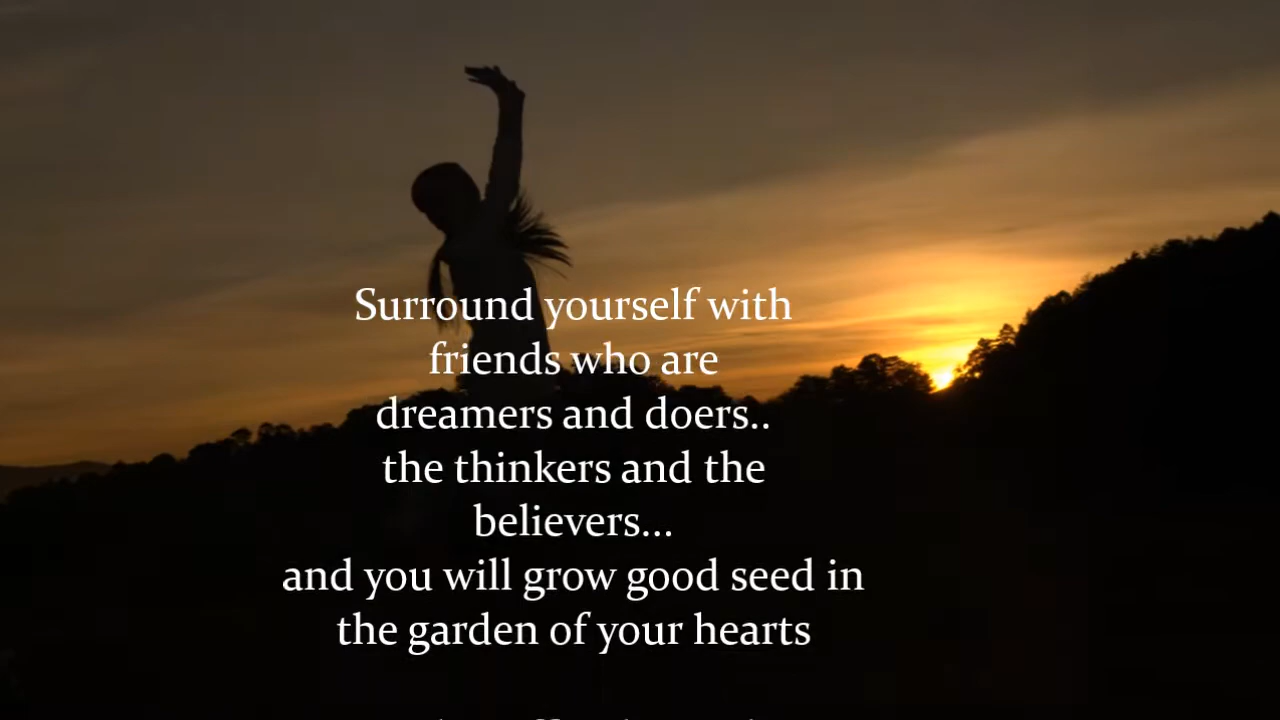 Surround yourself with
friends who are
dreamers and doers..
the thinkers and the
believers...
and you will grow good seed in
the garden of your hearts